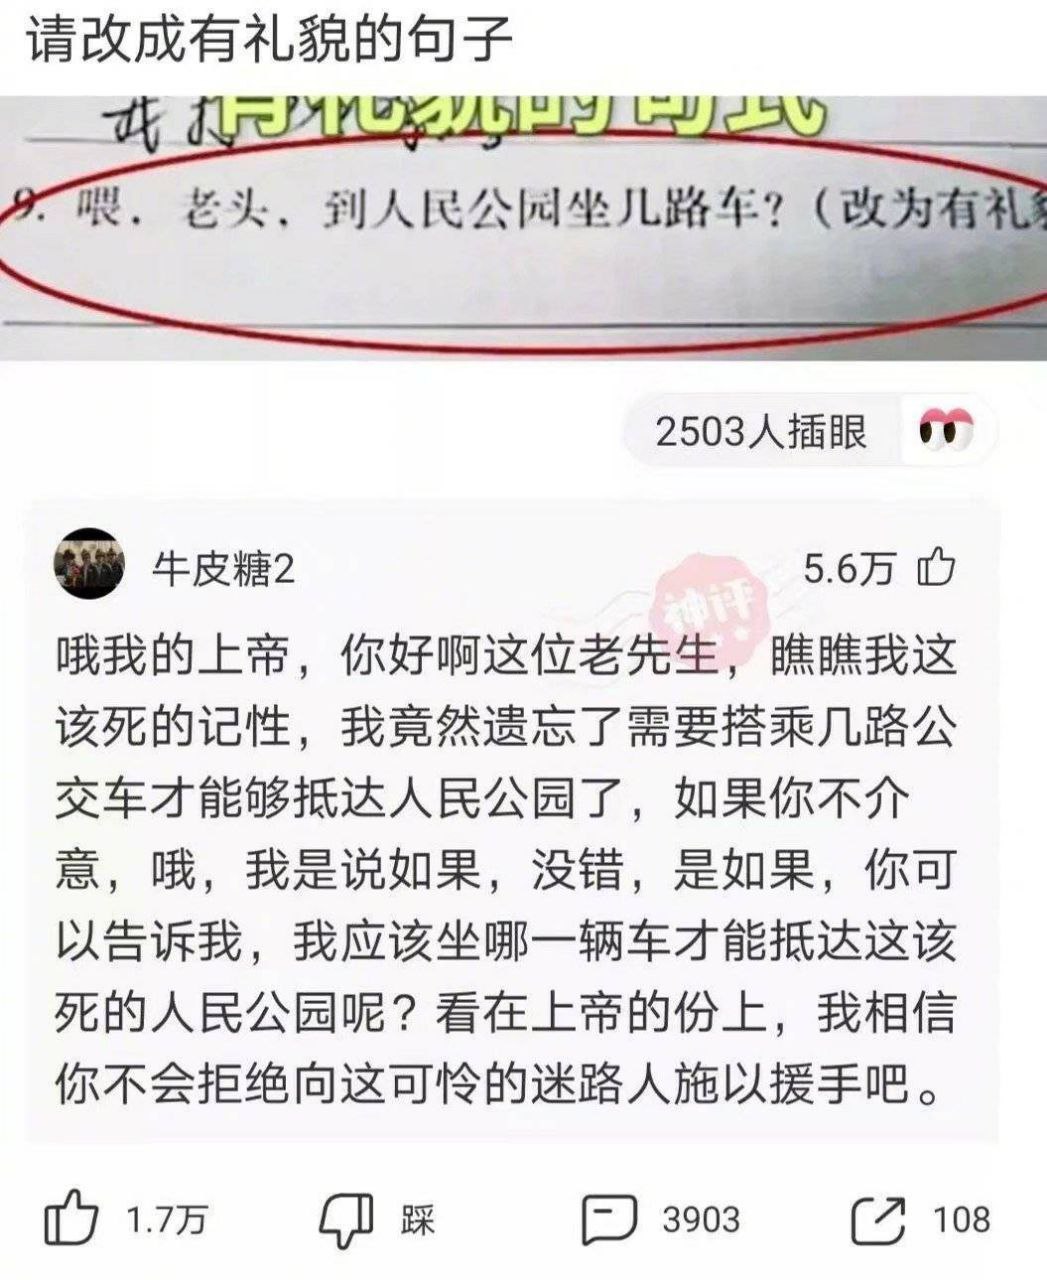 请改成有礼貌的句子
有礼貌的句式
9. 喂，老头，到人民公园坐几路车？（改为有礼貌
2503人插眼
牛皮糖2
神评
5.6万
哦我的上帝，你好啊这位老先生，瞧瞧我这
该死的记性，我竟然遗忘了需要搭乘几路公
交车才能够抵达人民公园了，如果你不介
意，哦，我是说如果，没错，是如果，你可
以告诉我，我应该坐哪一辆车才能抵达这该
死的人民公园呢？看在上帝的份上，我相信
你不会拒绝向这可怜的迷路人施以援手吧。
1.7万
踩
3903
108